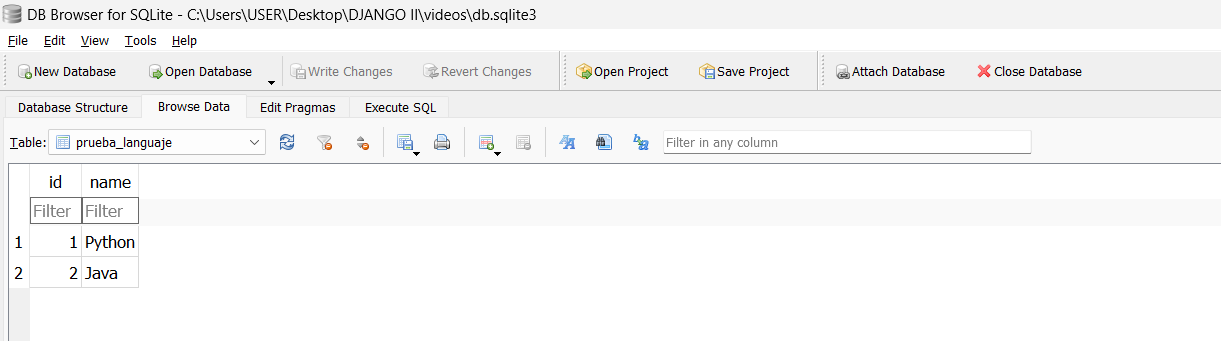 DB Browser for SQLite - C:\Users\USER\Desktop\DJANGO II\videos\db.sqlite3
File Edit View Tools Help
New Database Open Database Write Changes Revert Changes Open Project Save Project Attach Database Close Database
Database Structure Browse Data Edit Pragmas Execute SQL
Table: prueba_languaje Filter in any column
id name
Filter Filter
1 1 Python
2 2 Java